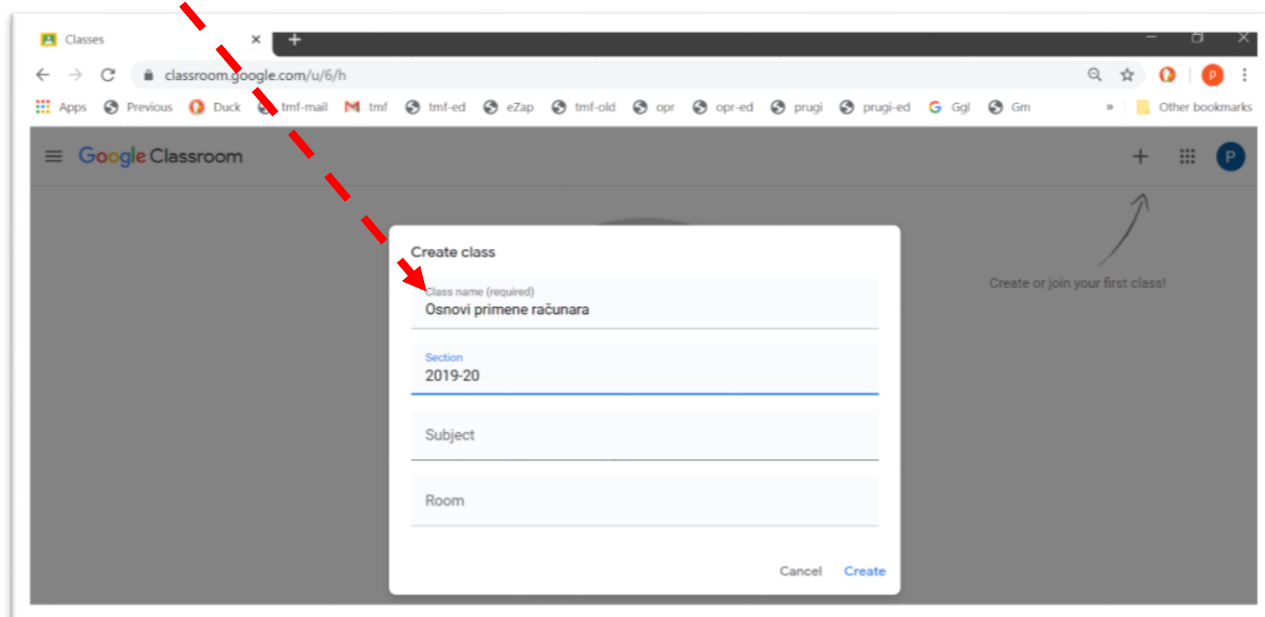 Classes
classroom.google.com/u/6/h
Apps Previous Duck tmf-mail tmf tmf-ed eZap tmf-old opr opr-ed prugi prugi-ed Ggl Gm » Other bookmarks
Google Classroom
P
Create class
Class name (required)
Osnovi primene računara
Create or join your first class!
Section
2019-20
Subject
Room
Cancel Create